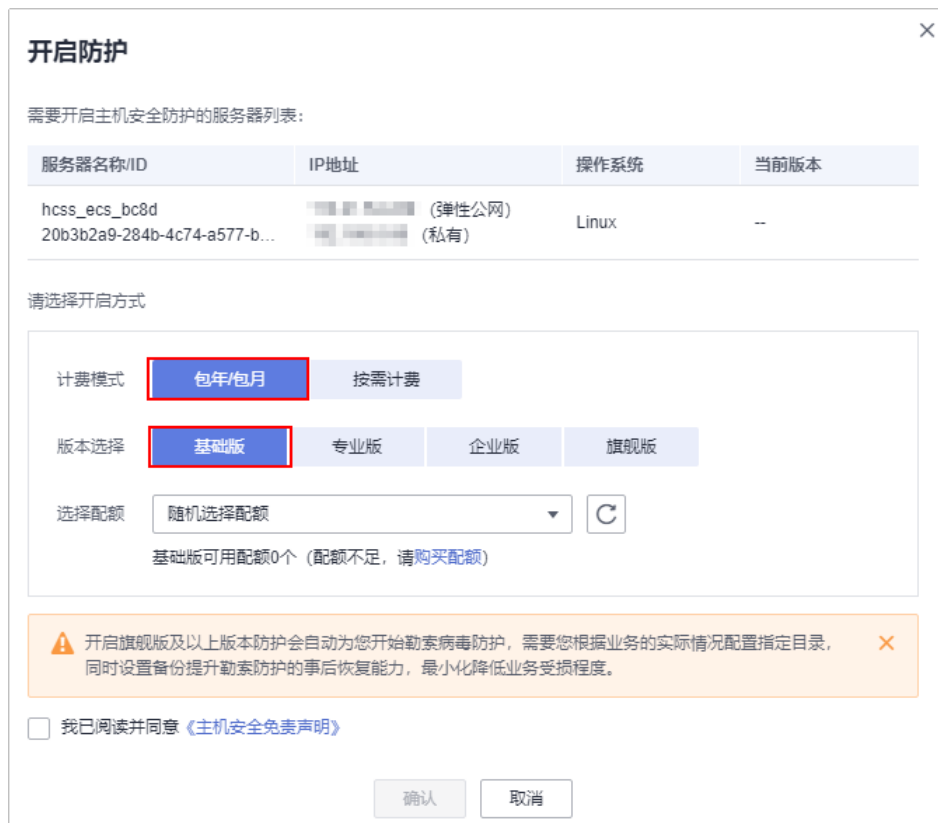 开启防护
需要开启主机安全防护的服务器列表：
服务器名称/ID IP地址 操作系统 当前版本
hcss_ecs_bc8d (弹性公网)
20b3b2a9-284b-4c74-a577-b... (私有) Linux --
请选择开启方式
计费模式 包年/包月 按需计费
版本选择 基础版 专业版 企业版 旗舰版
选择配额 随机选择配额
基础版可用配额0个（配额不足，请购买配额）
开启旗舰版及以上版本防护会自动为您开始勒索病毒防护，需要您根据业务的实际情况配置指定目录，
同时设置备份提升勒索防护的事后恢复能力，最小化降低业务受损程度。
我已阅读并同意《主机安全免责声明》
确认 取消